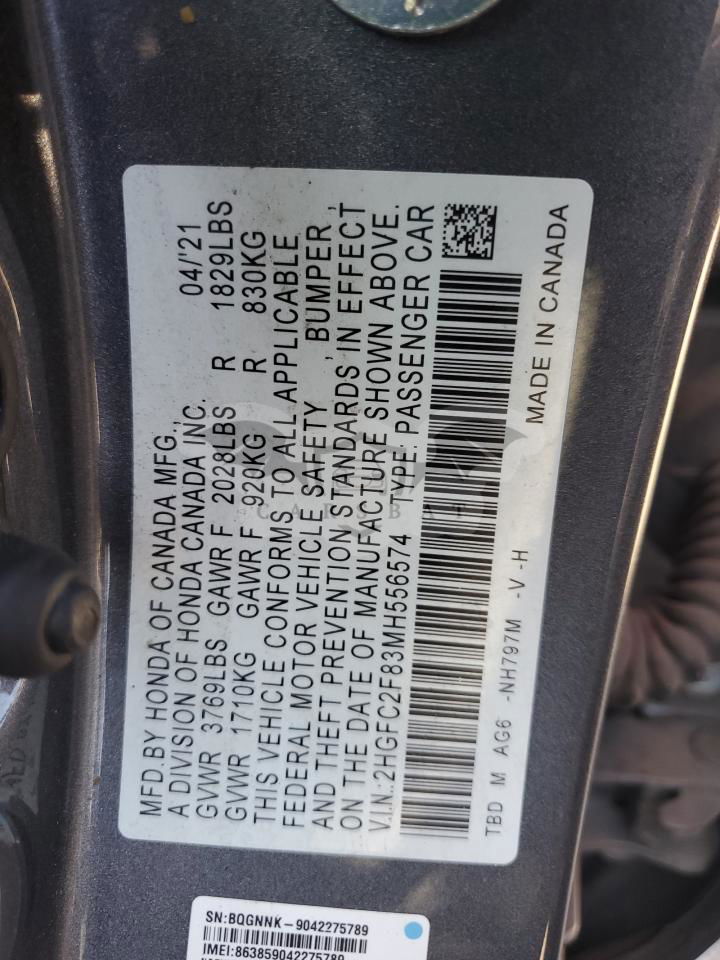 MFD.BY HONDA OF CANADA MFG., 04/'21
A DIVISION OF HONDA CANADA INC.
GVWR 3769LBS GAWR F 2028LBS R 1829LBS
GVWR 1710KG GAWR F 920KG R 830KG
THIS VEHICLE CONFORMS TO ALL APPLICABLE
FEDERAL MOTOR VEHICLE SAFETY, BUMPER,
AND THEFT PREVENTION STANDARDS IN EFFECT
ON THE DATE OF MANUFACTURE SHOWN ABOVE.
V.I.N.:2HGFC2F83MH556574 TYPE: PASSENGER CAR
TBD M AG6 -NH797M -V -H MADE IN CANADA
CARSBAT
SN:BQGNNK-9042275789
IMEI:863859042275789